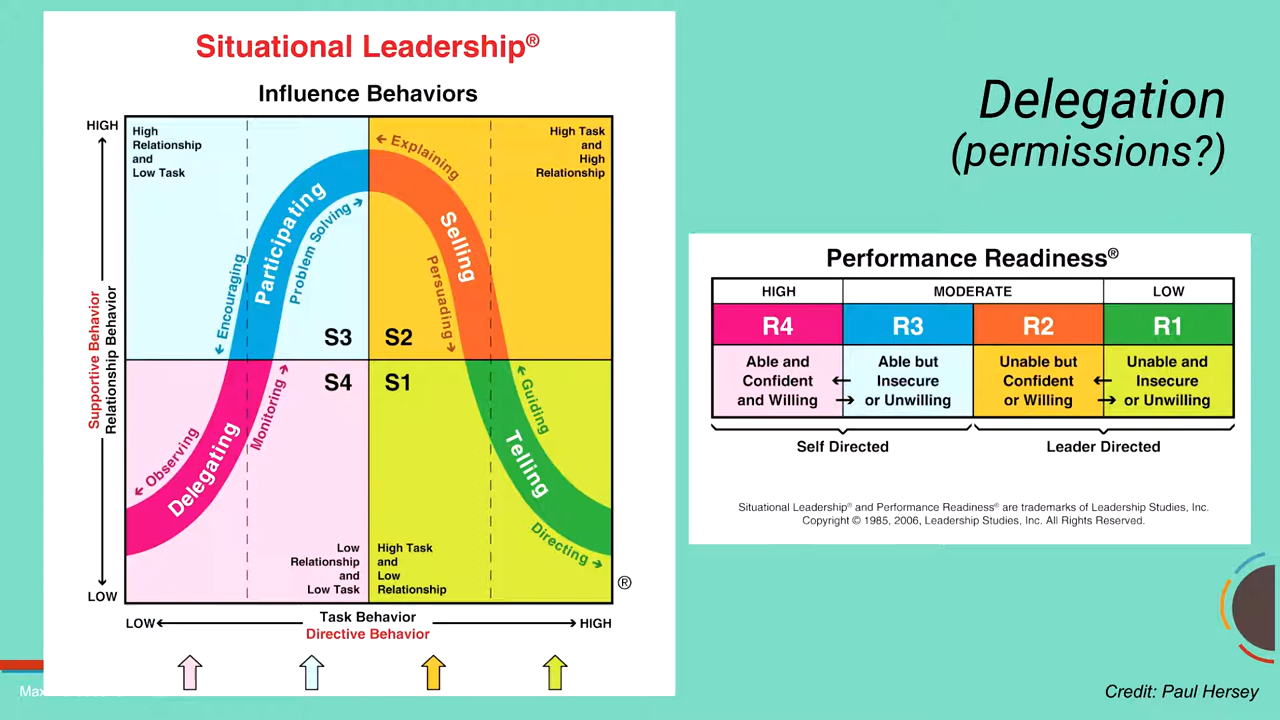 Situational Leadership®
Influence Behaviors
HIGH
High
Relationship
and
Low Task
High Task
and
High
Relationship
← Explaining
Selling
Persuading →
Participating
← Encouraging
Problem Solving →
S3
S2
S4
S1
Supportive Behavior
Relationship Behavior
← Observing
Delegating
Monitoring →
← Guiding
Telling
Directing →
Low
Relationship
and
Low Task
High Task
and
Low
Relationship
®
LOW
LOW
Task Behavior
HIGH
Directive Behavior
Delegation
(permissions?)
Performance Readiness®
HIGH
MODERATE
LOW
R4
R3
R2
R1
Able and
Confident
and Willing
Able but
Insecure
or Unwilling
Unable but
Confident
or Willing
Unable and
Insecure
or Unwilling
Self Directed
Leader Directed
Situational Leadership® and Performance Readiness® are trademarks of Leadership Studies, Inc.
Copyright © 1985, 2006, Leadership Studies, Inc. All Rights Reserved.
Credit: Paul Hersey